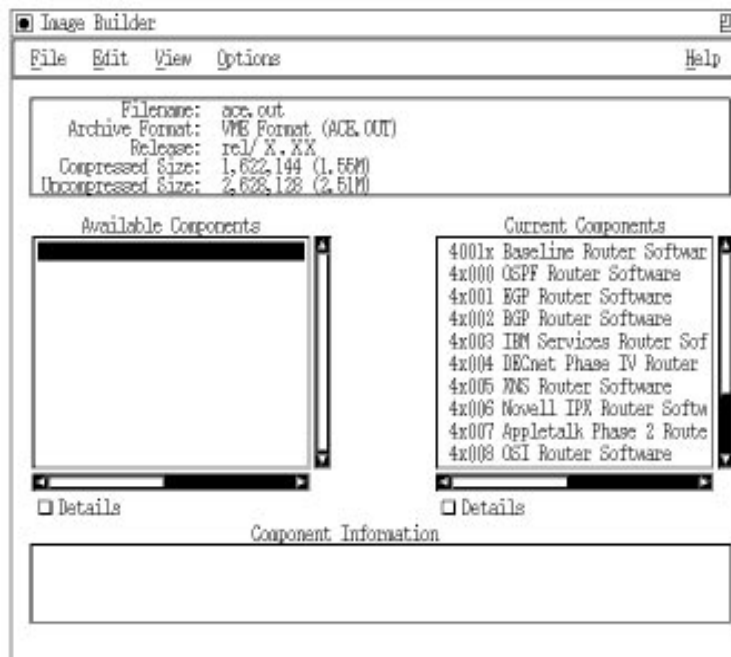 Image Builder
File Edit View Options Help
Filename: ace.out
Archive Format: VME Format (ACE.OUT)
Release: rel/ X.XX
Compressed Size: 1,622,144 (1.55M)
Uncompressed Size: 2,628,128 (2.51M)
Available Components
Current Components
4001x Baseline Router Softwar
4x000 OSPF Router Software
4x001 EGP Router Software
4x002 BGP Router Software
4x003 IBM Services Router Sof
4x004 DECnet Phase IV Router
4x005 XNS Router Software
4x006 Novell IPX Router Softw
4x007 Appletalk Phase 2 Route
4x008 OSI Router Software
Details
Details
Component Information